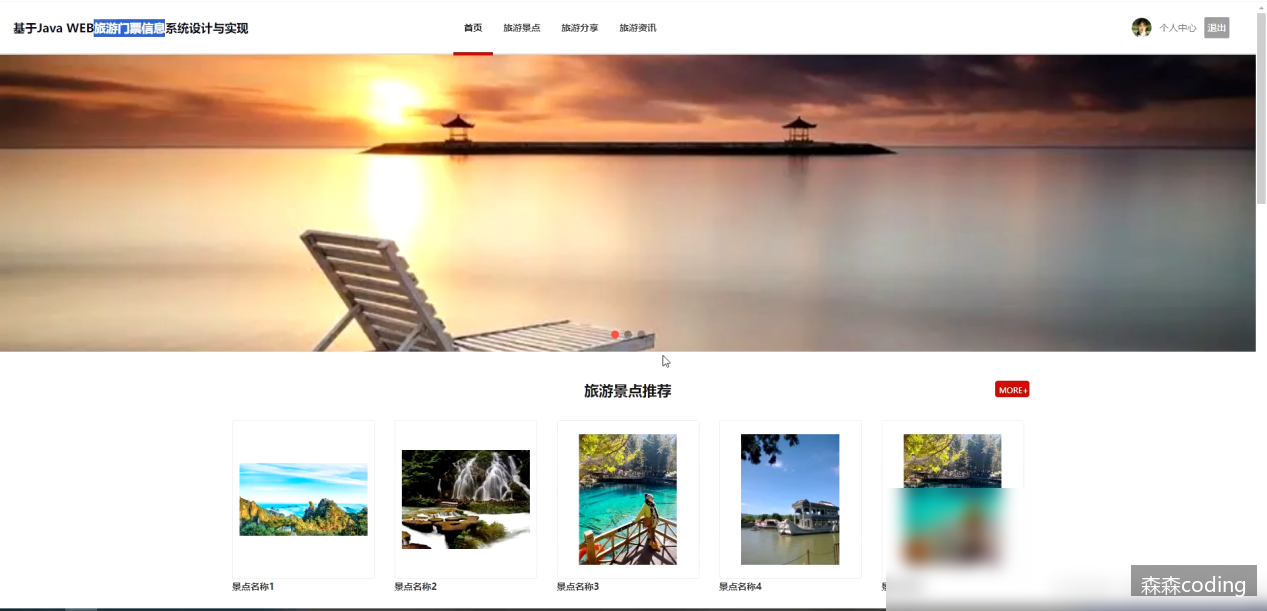 基于Java WEB旅游门票信息系统设计与实现
首页 旅游景点 旅游分享 旅游资讯
个人中心 退出
旅游景点推荐
MORE+
景点名称1 景点名称2 景点名称3 景点名称4
森森coding